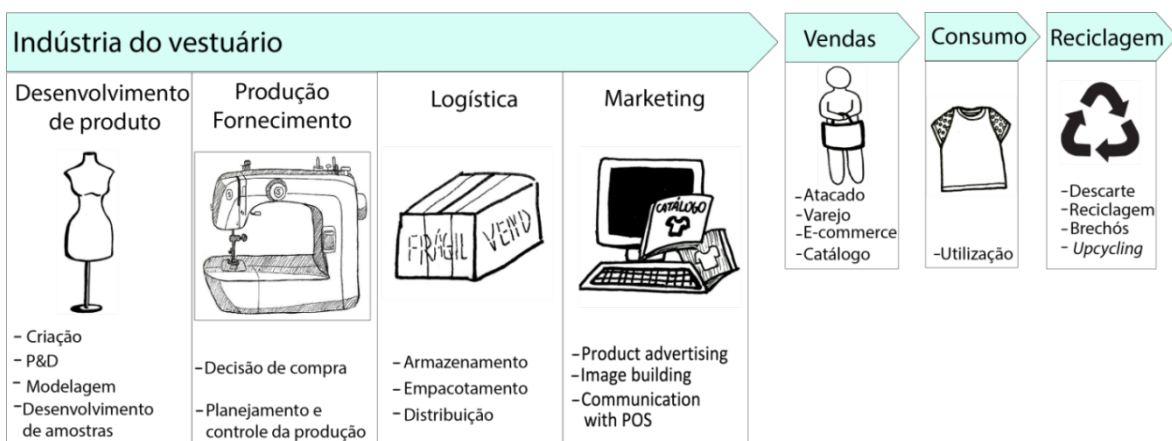 Indústria do vestuário
Desenvolvimento
de produto
- Criação
- P&D
- Modelagem
- Desenvolvimento
de amostras
Produção
Fornecimento
- Decisão de compra
- Planejamento e
controle da produção
Logística
FRÁGIL
VEND
- Armazenamento
- Empacotamento
- Distribuição
Marketing
CATÁLOGO
- Product advertising
- Image building
- Communication
with POS
Vendas
- Atacado
- Varejo
- E-commerce
- Catálogo
Consumo
- Utilização
Reciclagem
- Descarte
- Reciclagem
- Brechós
- Upcycling